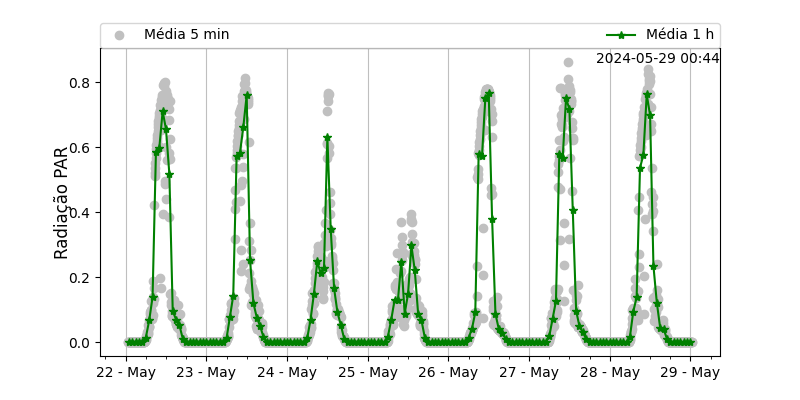 Média 5 min
Média 1 h
2024-05-29 00:44
Radiação PAR
0.8
0.6
0.4
0.2
0.0
22 - May
23 - May
24 - May
25 - May
26 - May
27 - May
28 - May
29 - May